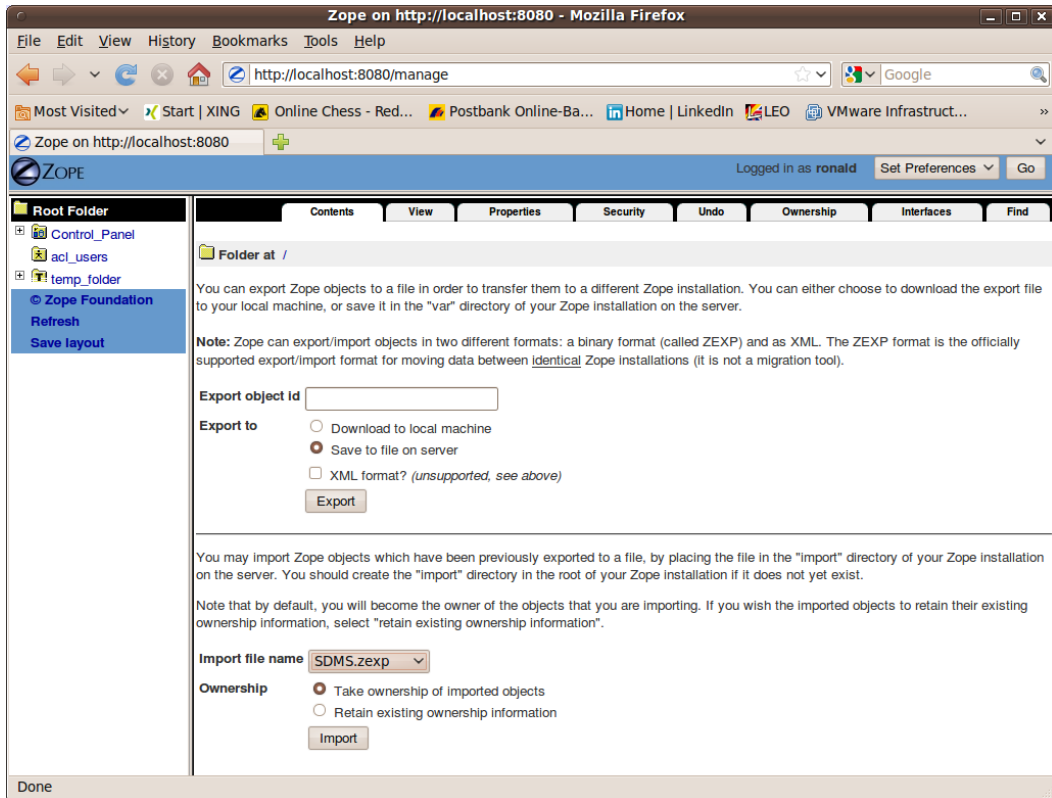 Zope on http://localhost:8080 - Mozilla Firefox
File Edit View History Bookmarks Tools Help
http://localhost:8080/manage
Google
Most Visited Start | XING Online Chess - Red... Postbank Online-Ba... Home | LinkedIn LEO VMware Infrastruct... »
Zope on http://localhost:8080
ZOPE
Logged in as ronald Set Preferences Go
Root Folder
Control_Panel
acl_users
temp_folder
© Zope Foundation
Refresh
Save layout
Contents View Properties Security Undo Ownership Interfaces Find
Folder at /
You can export Zope objects to a file in order to transfer them to a different Zope installation. You can either choose to download the export file
to your local machine, or save it in the "var" directory of your Zope installation on the server.
Note: Zope can export/import objects in two different formats: a binary format (called ZEXP) and as XML. The ZEXP format is the officially
supported export/import format for moving data between identical Zope installations (it is not a migration tool).
Export object id
Export to Download to local machine
Save to file on server
XML format? (unsupported, see above)
Export
You may import Zope objects which have been previously exported to a file, by placing the file in the "import" directory of your Zope installation
on the server. You should create the "import" directory in the root of your Zope installation if it does not yet exist.
Note that by default, you will become the owner of the objects that you are importing. If you wish the imported objects to retain their existing
ownership information, select "retain existing ownership information".
Import file name SDMS.zexp
Ownership Take ownership of imported objects
Retain existing ownership information
Import
Done